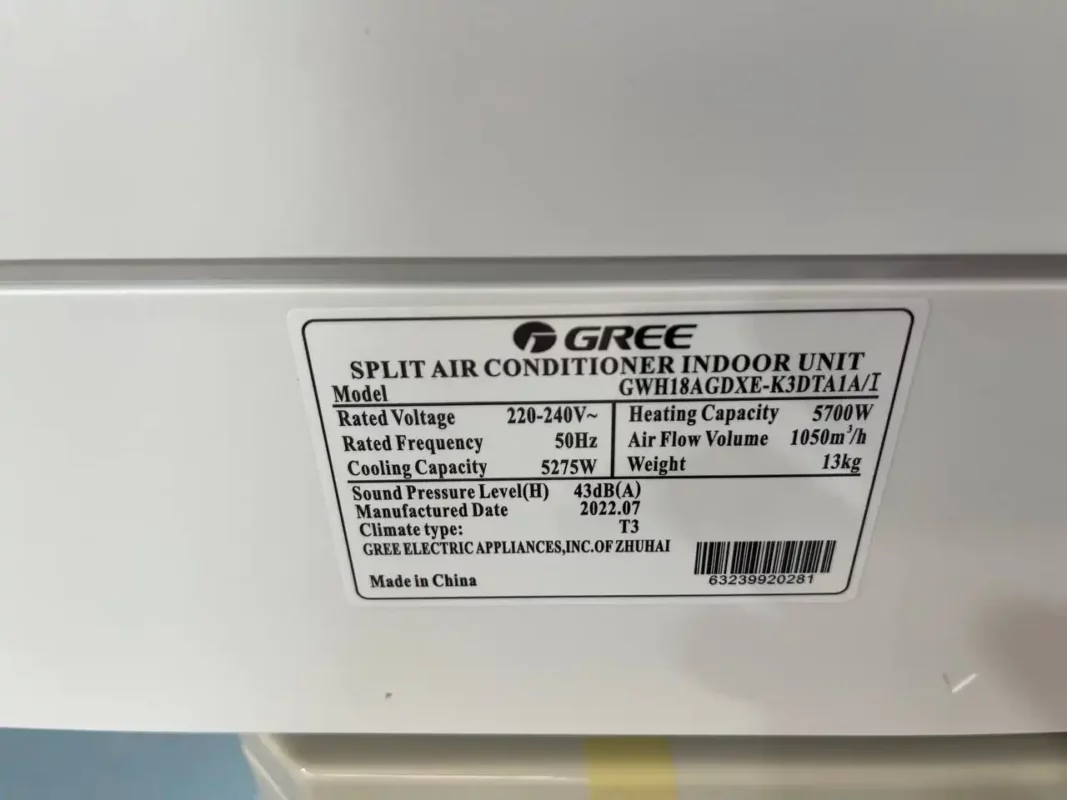 GREE
SPLIT AIR CONDITIONER INDOOR UNIT
Model GWH18AGDXE-K3DTA1A/I
Rated Voltage 220-240V~
Rated Frequency 50Hz
Cooling Capacity 5275W
Heating Capacity 5700W
Air Flow Volume 1050m³/h
Weight 13kg
Sound Pressure Level(H) 43dB(A)
Manufactured Date 2022.07
Climate type: T3
GREE ELECTRIC APPLIANCES,INC.OF ZHUHAI
Made in China
63239920281